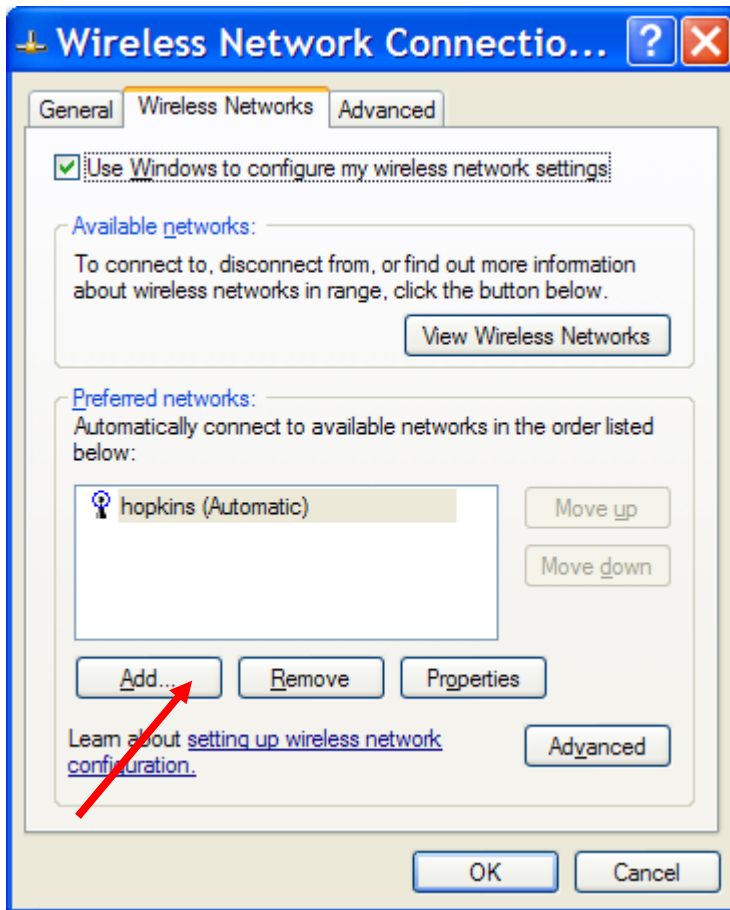 Wireless Network Connectio... ?
General Wireless Networks Advanced
Use Windows to configure my wireless network settings
Available networks:
To connect to, disconnect from, or find out more information
about wireless networks in range, click the button below.
View Wireless Networks
Preferred networks:
Automatically connect to available networks in the order listed
below:
hopkins (Automatic)
Move up
Move down
Add... Remove Properties
Learn about setting up wireless network
configuration.
Advanced
OK Cancel